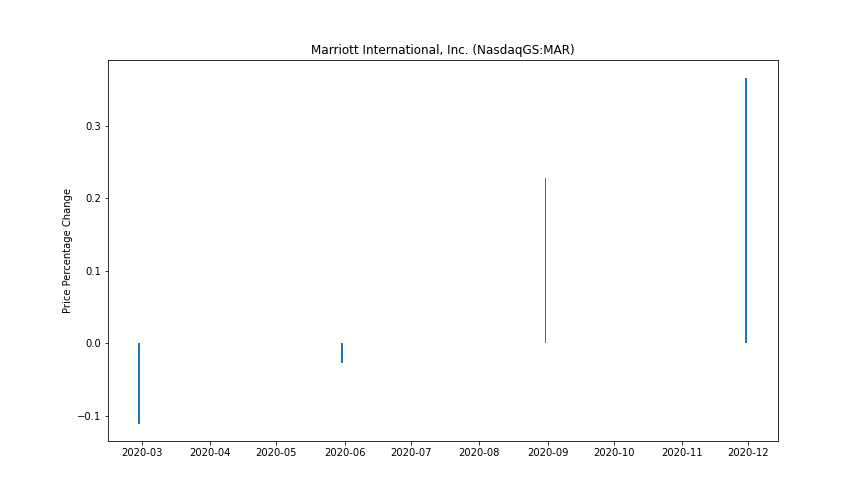 Marriott International, Inc. (NasdaqGS:MAR)
Price Percentage Change
0.3
0.2
0.1
0.0
−0.1
2020-03 2020-04 2020-05 2020-06 2020-07 2020-08 2020-09 2020-10 2020-11 2020-12